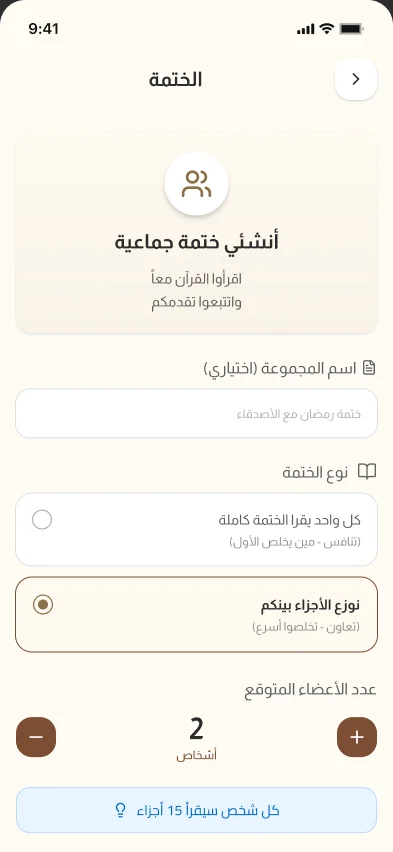 9:41
الختمة
أنشئي ختمة جماعية
اقرأوا القرآن معاً
واتتبعوا تقدمكم
اسم المجموعة (اختياري)
ختمة رمضان مع الأصدقاء
نوع الختمة
كل واحد يقرا الختمة كاملة
(تنافس - مين يخلص الأول)
نوزع الأجزاء بينكم
(تعاون - تخلصوا أسرع)
عدد الأعضاء المتوقع
2
أشخاص
كل شخص سيقرأ 15 أجزاء